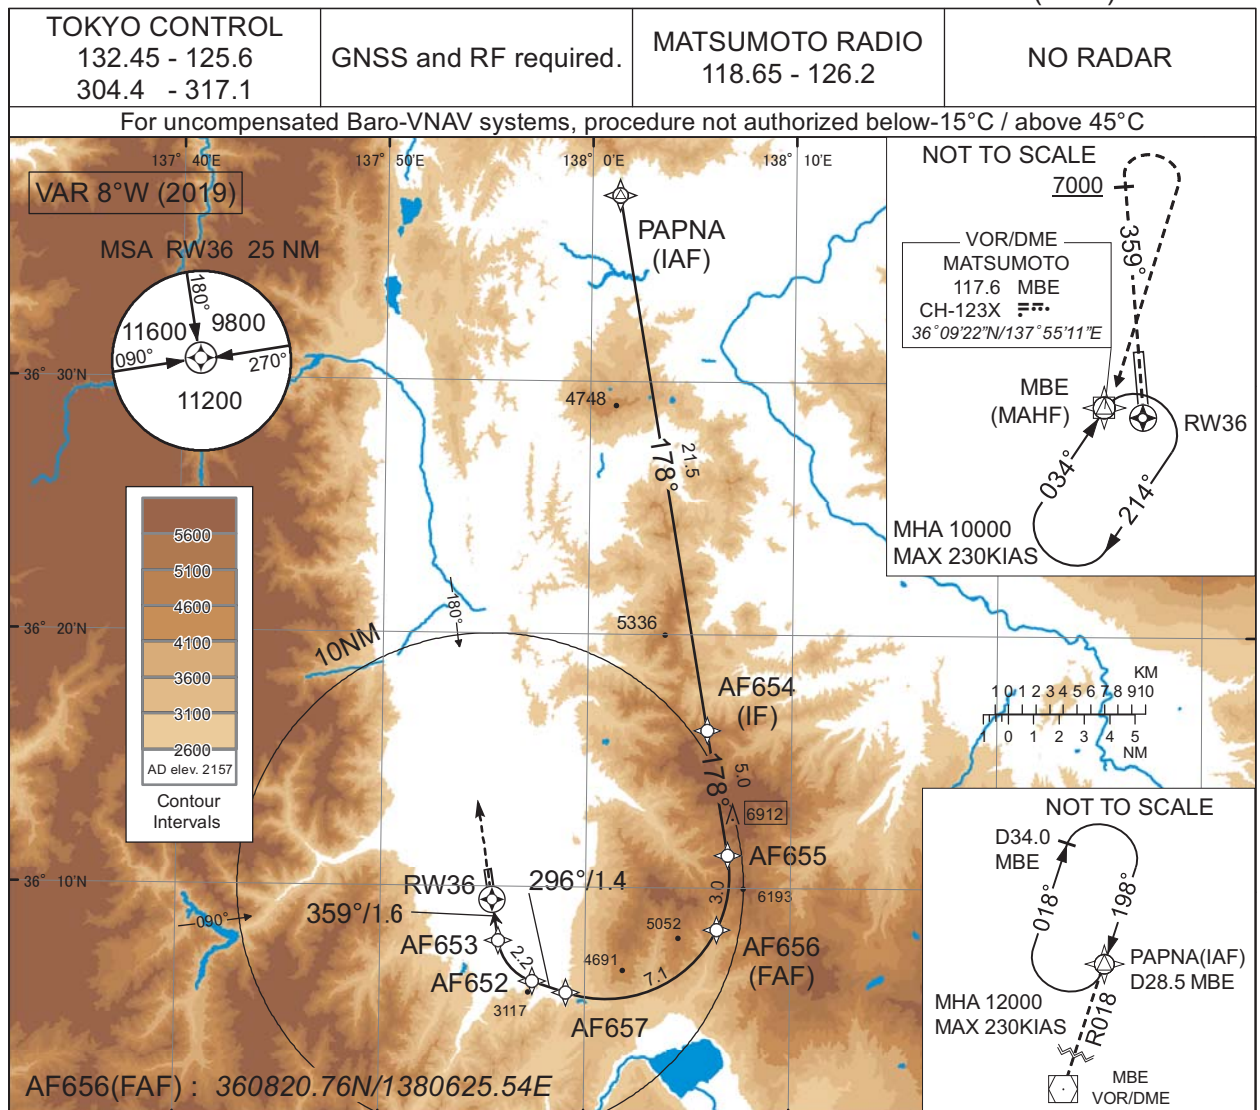 TOKYO CONTROL
132.45 - 125.6
304.4 - 317.1
GNSS and RF required.
MATSUMOTO RADIO
118.65 - 126.2
NO RADAR
For uncompensated Baro-VNAV systems, procedure not authorized below-15°C / above 45°C
137° 40'E
137° 50'E
138° 0'E
138° 10'E
VAR 8°W (2019)
MSA RW36 25 NM
180°
11600
9800
090°
270°
11200
36° 30'N
36° 20'N
36° 10'N
5600
5100
4600
4100
3600
3100
2600
AD elev. 2157
Contour
Intervals
PAPNA
(IAF)
4748
21.5
178°
5336
180°
10NM
AF654
(IF)
178°
5.0
6912
AF655
3.0
6193
AF656
(FAF)
5052
4691
7.1
RW36
296°/1.4
359°/1.6
AF653
2.2
AF652
3117
AF657
090°
AF656(FAF) : 360820.76N/1380625.54E
NOT TO SCALE
7000
359°
VOR/DME
MATSUMOTO
117.6 MBE
CH-123X
36°09'22"N/137°55'11"E
MBE
(MAHF)
RW36
034°
214°
MHA 10000
MAX 230KIAS
KM
1 0 1 2 3 4 5 6 7 8 9 10
1 0 1 2 3 4 5
NM
NOT TO SCALE
D34.0
MBE
018°
198°
PAPNA(IAF)
D28.5 MBE
MHA 12000
MAX 230KIAS
R018
MBE
VOR/DME